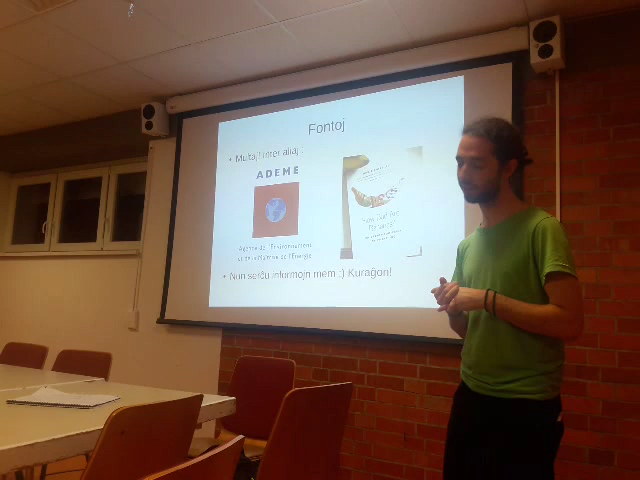 Fontoj
• Multaj! Inter aliaj:
ADEME
Agence de l'Environnement
et de la Maîtrise de l'Energie
• Nun serĉu informojn mem :) Kuraĝon!